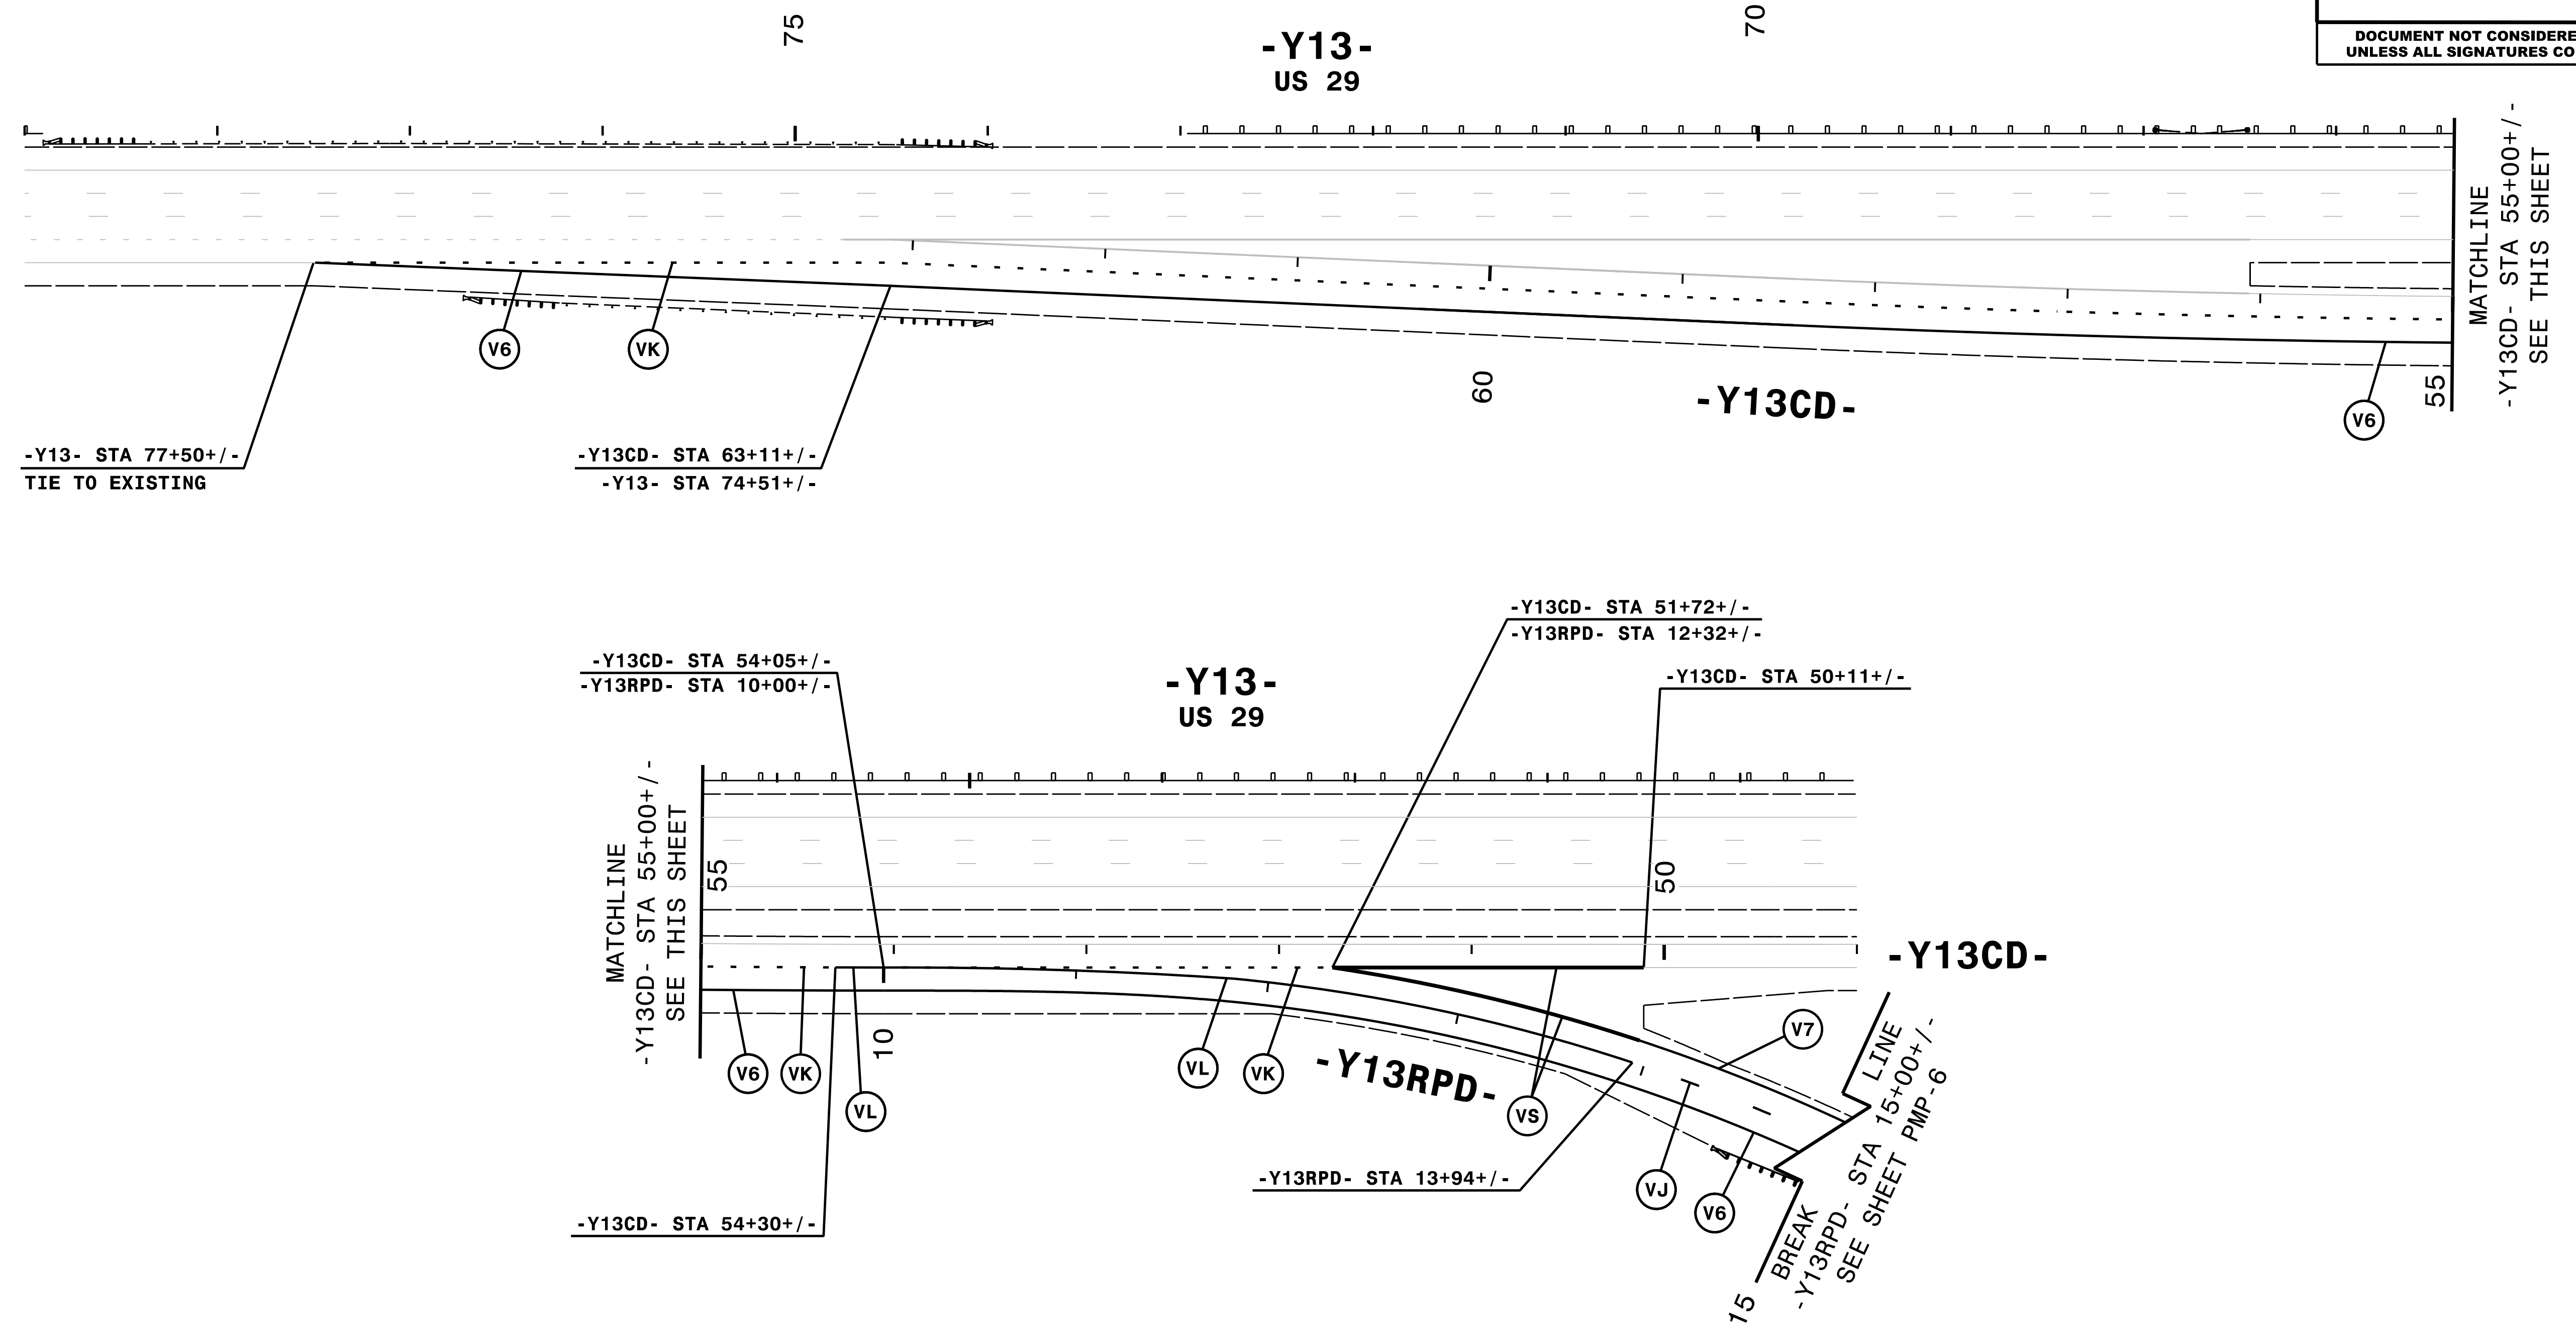 75
70
-Y13-
US 29
DOCUMENT NOT CONSIDERE
UNLESS ALL SIGNATURES CO
MATCHLINE
-Y13CD- STA 55+00+/-
SEE THIS SHEET
V6
VK
60
-Y13CD-
55
V6
-Y13- STA 77+50+/-
TIE TO EXISTING
-Y13CD- STA 63+11+/-
-Y13- STA 74+51+/-
-Y13CD- STA 51+72+/-
-Y13RPD- STA 12+32+/-
-Y13CD- STA 54+05+/-
-Y13RPD- STA 10+00+/-
-Y13-
US 29
-Y13CD- STA 50+11+/-
MATCHLINE
-Y13CD- STA 55+00+/-
SEE THIS SHEET
55
50
-Y13CD-
10
V6
VK
VL
VL
VK
-Y13RPD-
VS
V7
-Y13RPD- STA 13+94+/-
VJ
V6
-Y13CD- STA 54+30+/-
BREAK LINE
-Y13RPD- STA 15+00+/-
SEE SHEET PMP-6
15